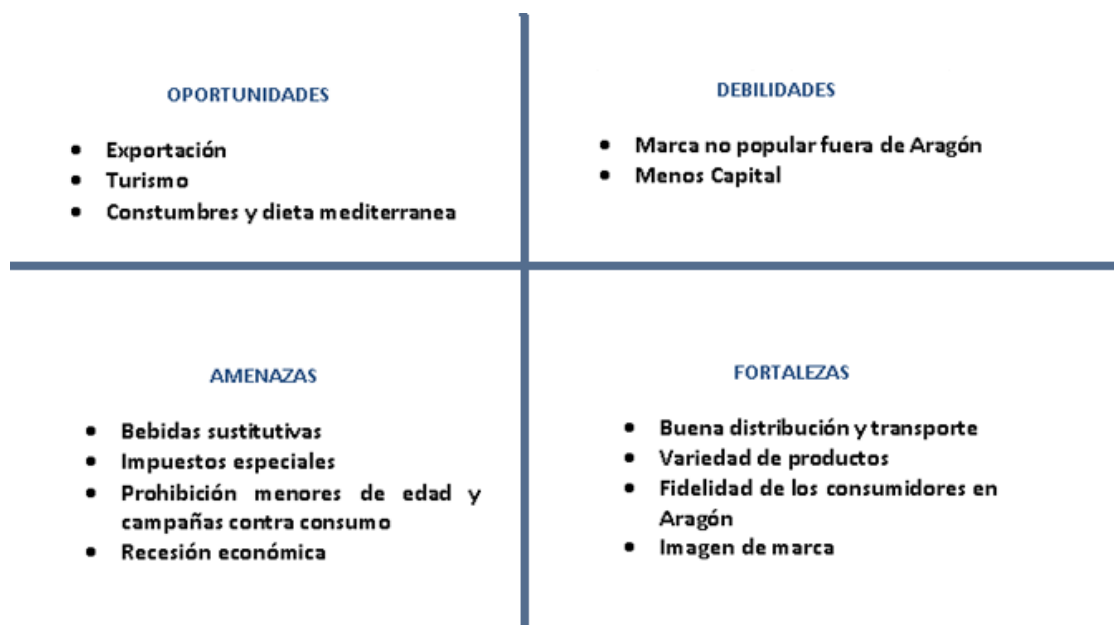 OPORTUNIDADES
• Exportación
• Turismo
• Constumbres y dieta mediterranea
DEBILIDADES
• Marca no popular fuera de Aragón
• Menos Capital
AMENAZAS
• Bebidas sustitutivas
• Impuestos especiales
• Prohibición menores de edad y
campañas contra consumo
• Recesión económica
FORTALEZAS
• Buena distribución y transporte
• Variedad de productos
• Fidelidad de los consumidores en
Aragón
• Imagen de marca